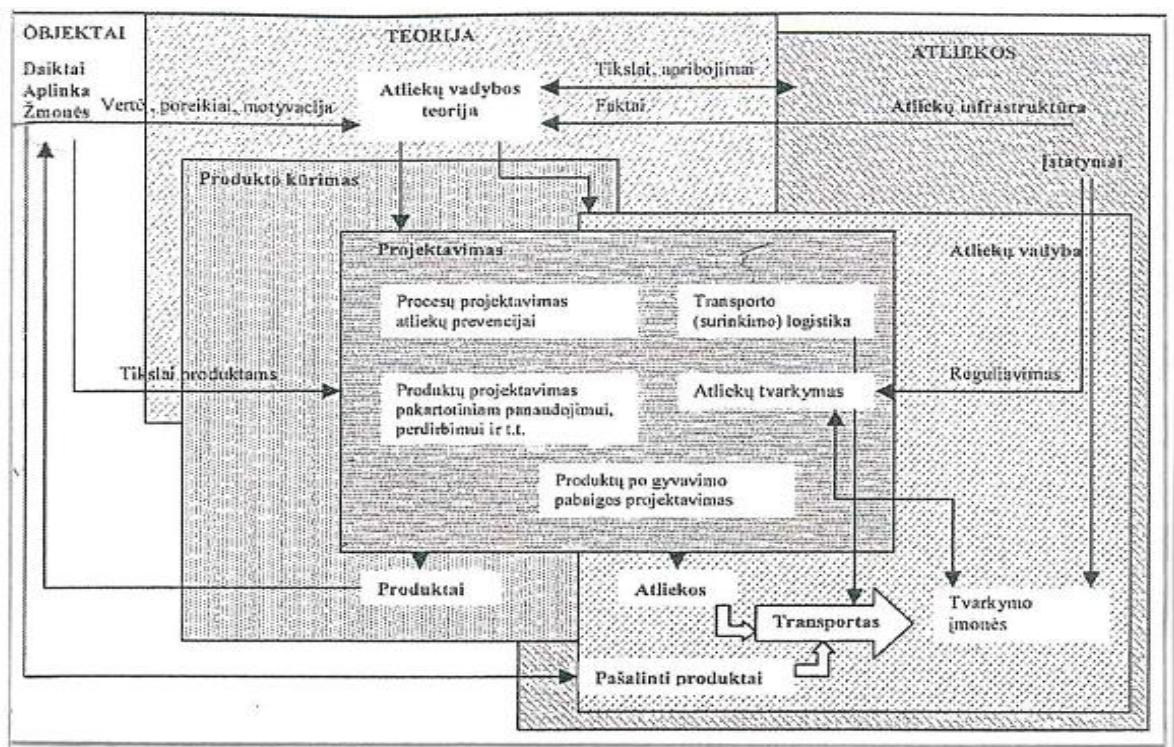 OBJEKTAI
Daiktai
Aplinka
Žmonės
Vertė, poreikiai, motyvacija
TEORIJA
Atliekų vadybos
teorija
Tikslai, apribojimai
Faktai
ATLIEKOS
Atliekų infrastruktūra
Įstatymai
Produkto kūrimas
Projektavimas
Atliekų vadyba
Procesų projektavimas
atliekų prevencijai
Transporto
(surinkimo) logistika
Tikslai produktams
Produktų projektavimas
pakartotiniam panaudojimui,
perdirbimui ir t.t.
Atliekų tvarkymas
Reguliavimas
Produktų po gyvavimo
pabaigos projektavimas
Produktai
Atliekos
Transportas
Tvarkymo
įmonės
Pašalinti produktai